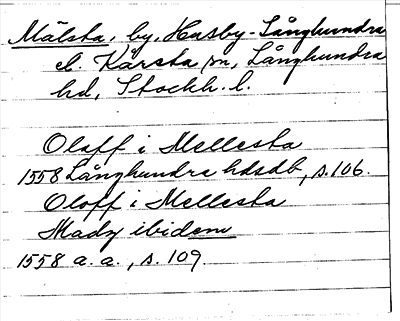 Mälsta, by, Husby-Långhundra
el. Kårsta sn, Långhundra
hd, Stockh. l.
Oloff i Mellesta
1558 Långhundra hdsdb, s. 106.
Oloff i Mellesta
Madz ibidem
1558 a. a., s. 109.